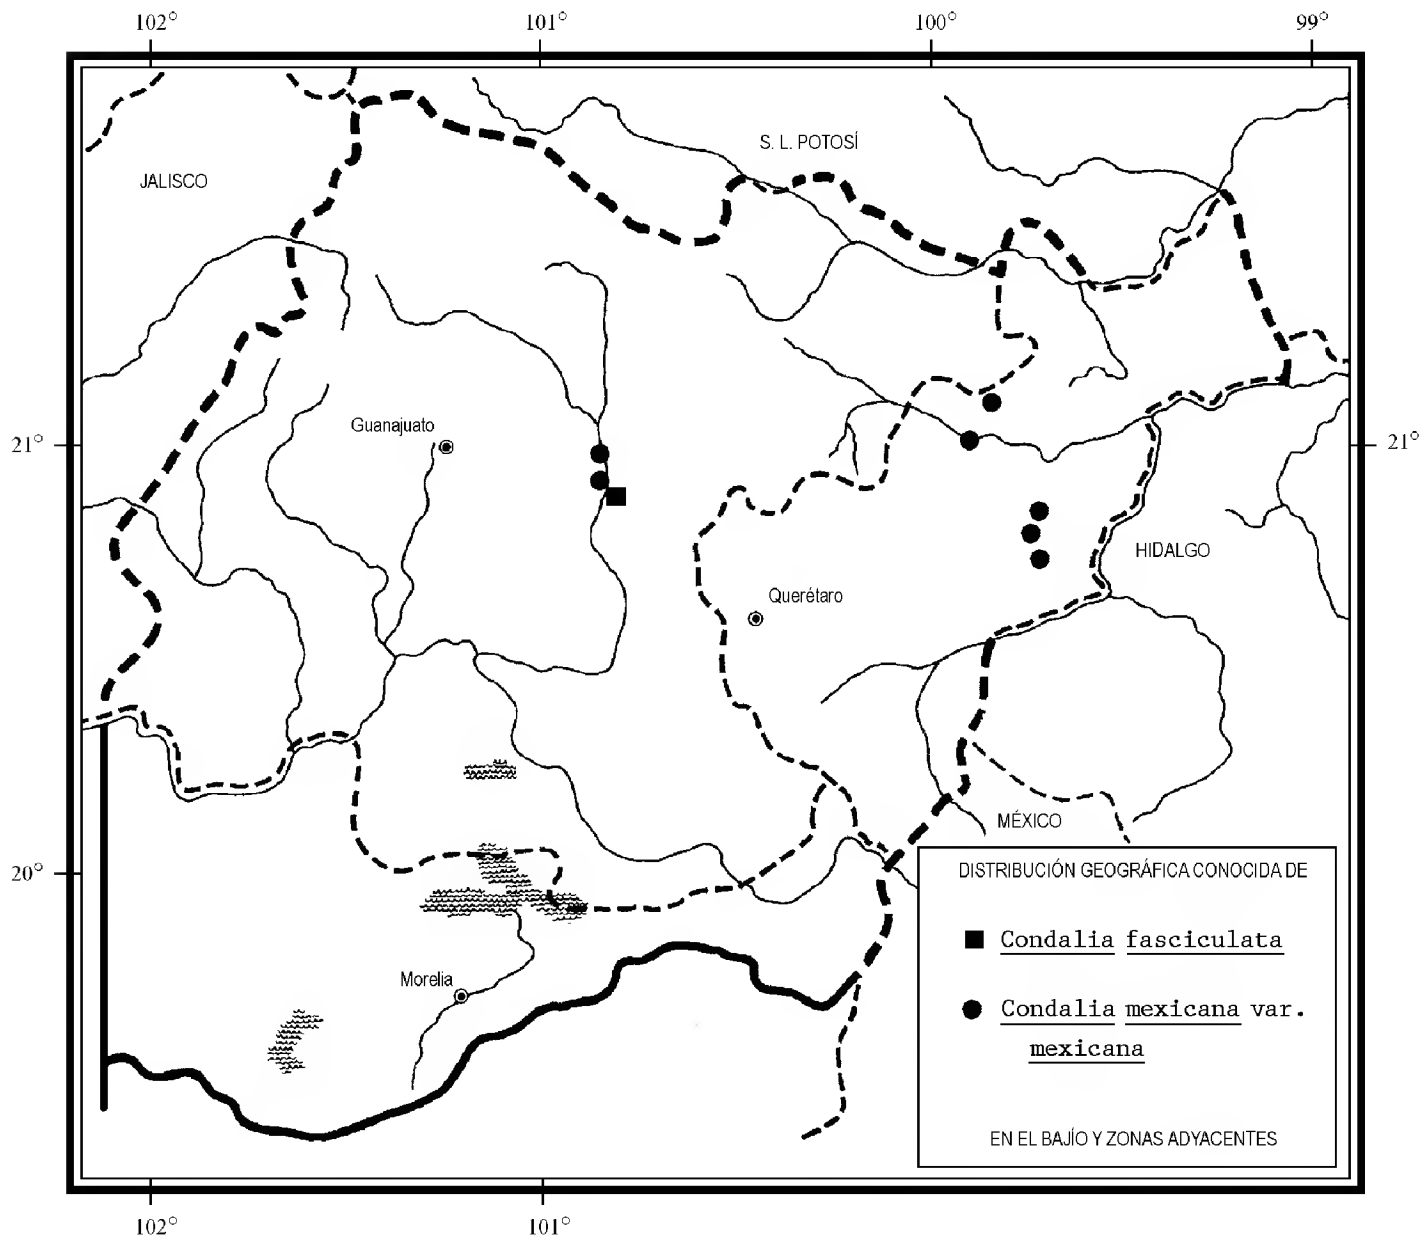 102° 101° 100° 99°
S. L. POTOSÍ
JALISCO
Guanajuato
21° 21°
HIDALGO
Querétaro
MÉXICO
20°
DISTRIBUCIÓN GEOGRÁFICA CONOCIDA DE
Condalia fasciculata
Morelia
Condalia mexicana var.
mexicana
EN EL BAJÍO Y ZONAS ADYACENTES
102° 101°